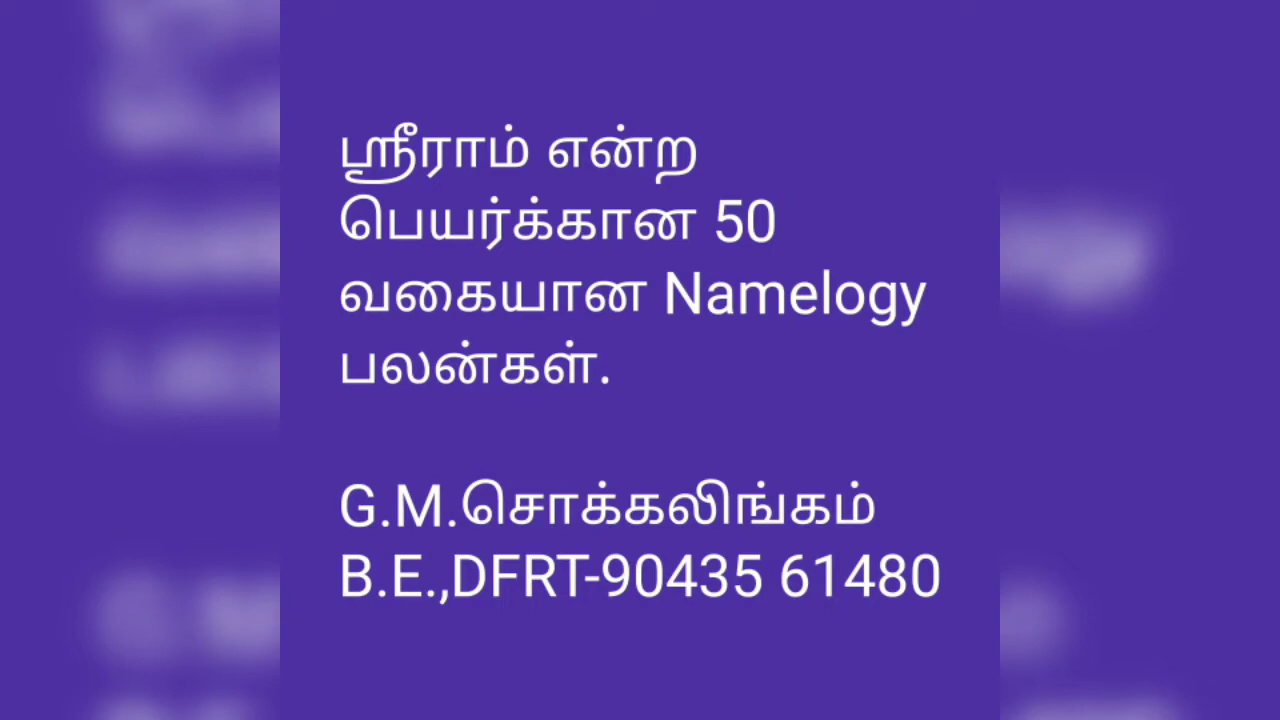 ஸ்ரீராம் என்ற
பெயர்க்கான 50
வகையான Namelogy
பலன்கள்.
G.M.சொக்கலிங்கம்
B.E.,DFRT-90435 61480